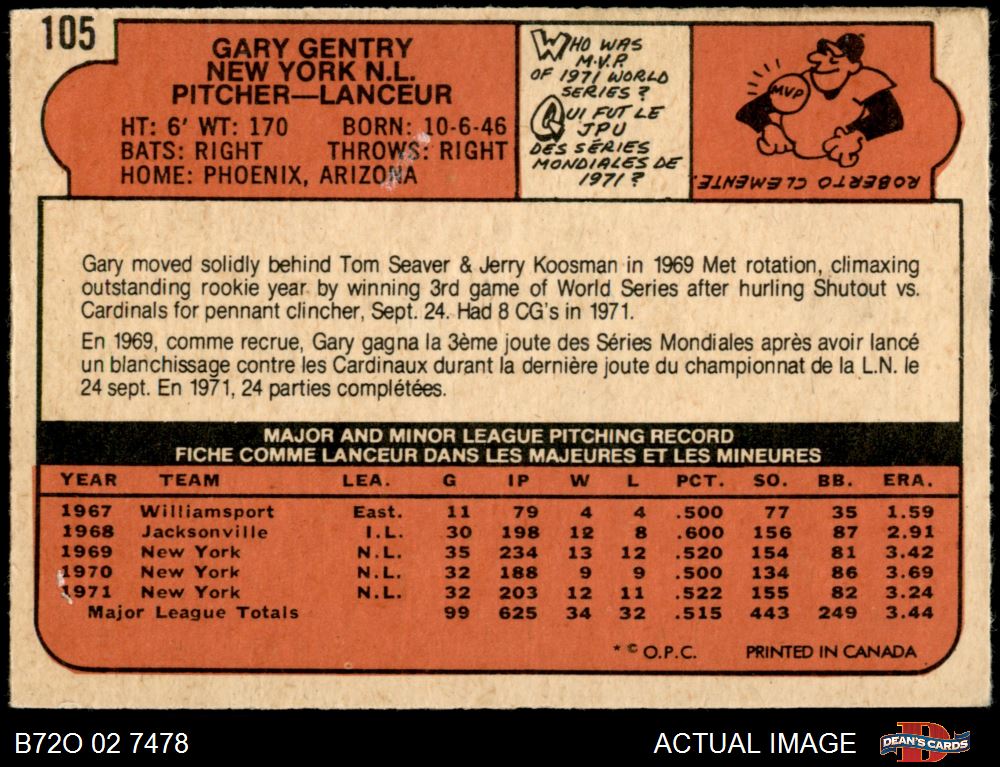 105
GARY GENTRY
NEW YORK N.L.
PITCHER—LANCEUR
HT: 6' WT: 170 BORN: 10-6-46
BATS: RIGHT THROWS: RIGHT
HOME: PHOENIX, ARIZONA
WHO WAS
M.V.P.
OF 1971 WORLD
SERIES?
QUI FUT LE
JPU
DES SÉRIES
MONDIALES DE
1971?
MVP
ROBERTO CLEMENTE
Gary moved solidly behind Tom Seaver & Jerry Koosman in 1969 Met rotation, climaxing
outstanding rookie year by winning 3rd game of World Series after hurling Shutout vs.
Cardinals for pennant clincher, Sept. 24. Had 8 CG's in 1971.
En 1969, comme recrue, Gary gagna la 3ème joute des Séries Mondiales après avoir lancé
un blanchissage contre les Cardinaux durant la dernière joute du championnat de la L.N. le
24 sept. En 1971, 24 parties complétées.
MAJOR AND MINOR LEAGUE PITCHING RECORD
FICHE COMME LANCEUR DANS LES MAJEURES ET LES MINEURES
YEAR TEAM LEA. G IP W L PCT. SO. BB. ERA.
1967 Williamsport East. 11 79 4 4 .500 77 35 1.59
1968 Jacksonville I.L. 30 198 12 8 .600 156 87 2.91
1969 New York N.L. 35 234 13 12 .520 154 81 3.42
1970 New York N.L. 32 188 9 9 .500 134 86 3.69
1971 New York N.L. 32 203 12 11 .522 155 82 3.24
Major League Totals 99 625 34 32 .515 443 249 3.44
* © O.P.C. PRINTED IN CANADA
B72O 02 7478
ACTUAL IMAGE
DEAN'S CARDS